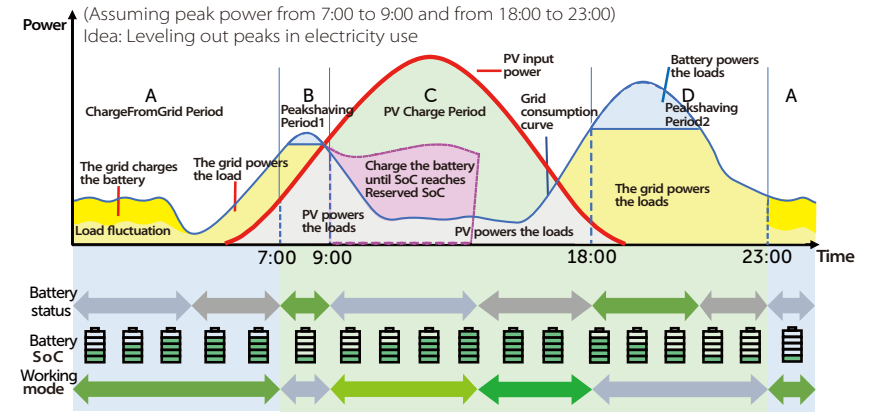 (Assuming peak power from 7:00 to 9:00 and from 18:00 to 23:00)
Idea: Leveling out peaks in electricity use
Power
A
ChargeFromGrid Period
B
Peakshaving
Period1
C
PV Charge Period
PV input
power
Grid
consumption
curve
Battery powers
the loads
D
Peakshaving
Period2
A
The grid charges
the battery
The grid powers
the load
Charge the battery
until SoC reaches
Reserved SoC
The grid powers
the loads
Load fluctuation
PV powers
the loads
PV powers the loads
7:00
9:00
18:00
23:00
Time
Battery
status
Battery
SoC
Working
mode